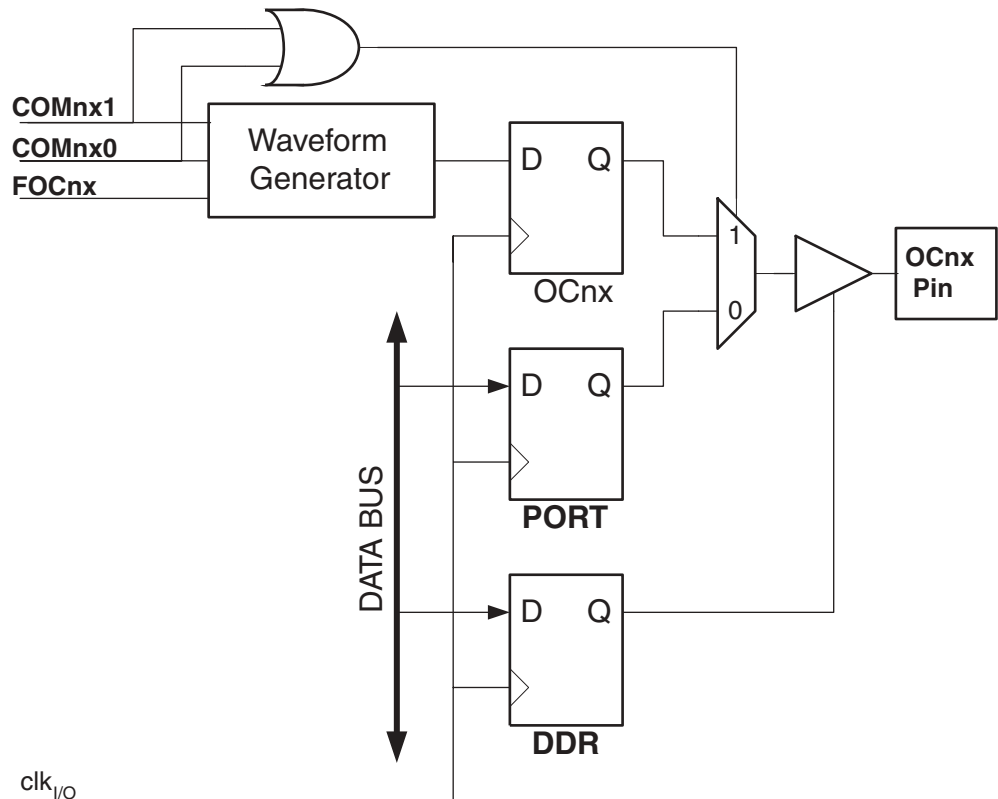 COMnx1
COMnx0
FOCnx
Waveform
Generator
D Q
OCnx
1
0
OCnx
Pin
D Q
PORT
DATA BUS
D Q
DDR
clkI/O